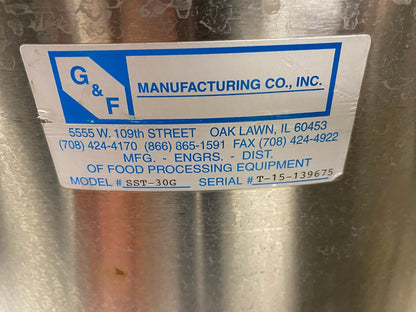 G & F
MANUFACTURING CO., INC.
5555 W. 109th STREET OAK LAWN, IL 60453
(708) 424-4170 (866) 865-1591 FAX (708) 424-4922
MFG. - ENGRS. - DIST.
OF FOOD PROCESSING EQUIPMENT
MODEL # SST-30G SERIAL # T-15-139675